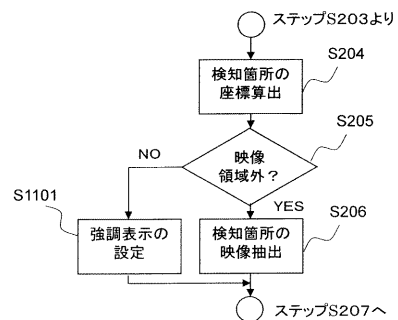 ステップS203より
S204
検知箇所の
座標算出
S205
映像
領域外？
NO
YES
S1101
強調表示の
設定
S206
検知箇所の
映像抽出
ステップS207へ